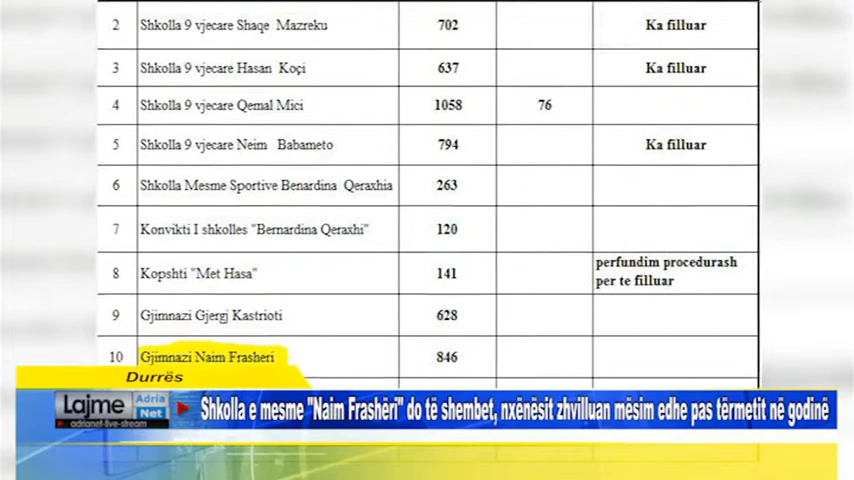 2 Shkolla 9 vjecare Shaqe Mazreku 702 Ka filluar
3 Shkolla 9 vjecare Hasan Koçi 637 Ka filluar
4 Shkolla 9 vjecare Qemal Mici 1058 76
5 Shkolla 9 vjecare Neim Babameto 794 Ka filluar
6 Shkolla Mesme Sportive Benardina Qeraxhia 263
7 Konvikti I shkolles "Bernardina Qeraxhi" 120
8 Kopshti "Met Hasa" 141 perfundim procedurash
per te filluar
9 Gjimnazi Gjergj Kastrioti 628
10 Gjimnazi Naim Frasheri 846
Durrës
Lajme Adria Net
adrianet-live-stream
Shkolla e mesme "Naim Frashëri" do të shembet, nxënësit zhvilluan mësim edhe pas tërmetit në godinë